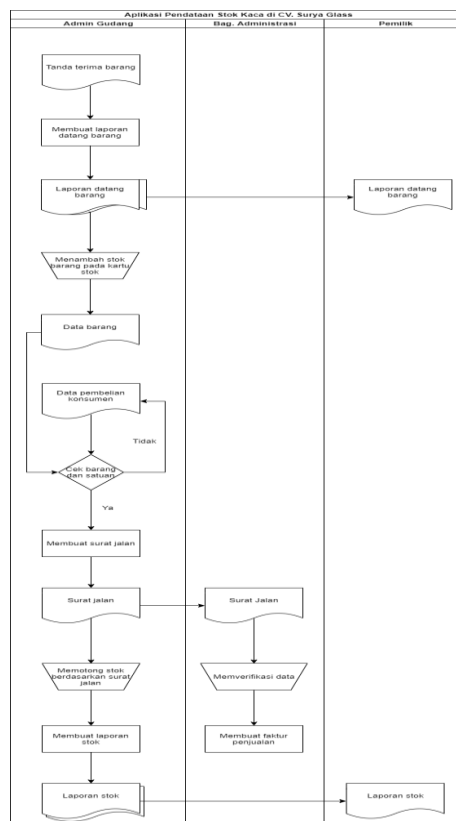 Aplikasi Pendataan Stok Kaca di CV. Surya Glass
Admin Gudang
Bag. Administrasi
Pemilik
Tanda terima barang
Membuat laporan
datang barang
Laporan datang
barang
Laporan datang
barang
Menambah stok
barang pada kartu
stok
Data barang
Data pembelian
konsumen
Tidak
Cek barang
dan satuan
Ya
Membuat surat jalan
Surat jalan
Surat Jalan
Memotong stok
berdasarkan surat
jalan
Memverifikasi data
Membuat laporan
stok
Membuat faktur
penjualan
Laporan stok
Laporan stok